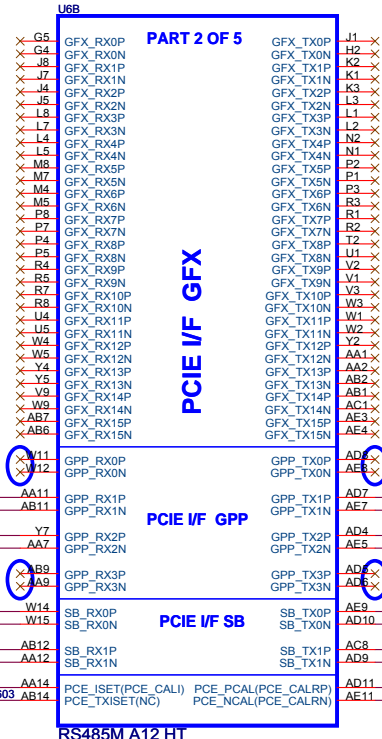 U6B
PART 2 OF 5
G5 GFX_RX0P GFX_TX0P J1
G4 GFX_RX0N GFX_TX0N H2
J8 GFX_RX1P GFX_TX1P K2
J7 GFX_RX1N GFX_TX1N K1
J4 GFX_RX2P GFX_TX2P K3
J5 GFX_RX2N GFX_TX2N L3
L8 GFX_RX3P GFX_TX3P L1
L7 GFX_RX3N GFX_TX3N L2
L4 GFX_RX4P GFX_TX4P N2
L5 GFX_RX4N GFX_TX4N N1
M8 GFX_RX5P GFX_TX5P P2
M7 GFX_RX5N GFX_TX5N P1
M4 GFX_RX6P GFX_TX6P P3
M5 GFX_RX6N GFX_TX6N R3
P8 GFX_RX7P GFX_TX7P R1
P7 GFX_RX7N GFX_TX7N R2
P4 GFX_RX8P GFX_TX8P T2
P5 GFX_RX8N GFX_TX8N U1
R4 GFX_RX9P GFX_TX9P V2
R5 GFX_RX9N GFX_TX9N V1
R7 GFX_RX10P GFX_TX10P V3
R8 GFX_RX10N GFX_TX10N W3
U4 GFX_RX11P GFX_TX11P W1
U5 GFX_RX11N GFX_TX11N W2
W4 GFX_RX12P GFX_TX12P Y2
W5 GFX_RX12N GFX_TX12N AA1
Y4 GFX_RX13P GFX_TX13P AA2
Y5 GFX_RX13N GFX_TX13N AB2
V9 GFX_RX14P GFX_TX14P AB1
W9 GFX_RX14N GFX_TX14N AC1
AB7 GFX_RX15P GFX_TX15P AE3
AB6 GFX_RX15N GFX_TX15N AE4
PCIE I/F GFX
W11 GPP_RX0P GPP_TX0P AD8
W12 GPP_RX0N GPP_TX0N AE8
AA11 GPP_RX1P GPP_TX1P AD7
AB11 GPP_RX1N GPP_TX1N AE7
PCIE I/F GPP
Y7 GPP_RX2P GPP_TX2P AD4
AA7 GPP_RX2N GPP_TX2N AE5
AB9 GPP_RX3P GPP_TX3P AD5
AA9 GPP_RX3N GPP_TX3N AD6
W14 SB_RX0P PCIE I/F SB SB_TX0P AE9
W15 SB_RX0N SB_TX0N AD10
AB12 SB_RX1P SB_TX1P AC8
AA12 SB_RX1N SB_TX1N AD9
AA14 PCE_ISET(PCE_CALI) PCE_PCAL(PCE_CALRP) AD11
603 AB14 PCE_TXISET(NC) PCE_NCAL(PCE_CALRN) AE11
RS485M A12 HT